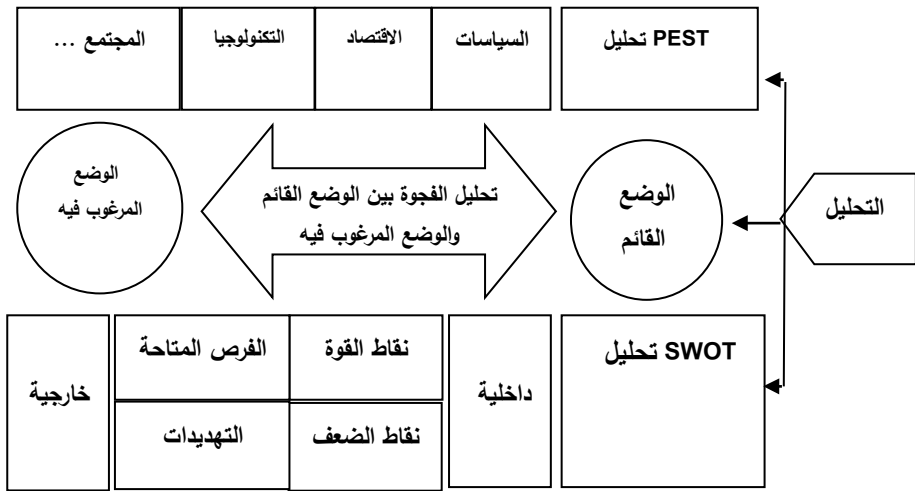 تحليل PEST
السياسات
الاقتصاد
التكنولوجيا
المجتمع ...
التحليل
الوضع
القائم
تحليل الفجوة بين الوضع القائم
والوضع المرغوب فيه
الوضع
المرغوب فيه
تحليل SWOT
داخلية
نقاط القوة
الفرص المتاحة
نقاط الضعف
التهديدات
خارجية